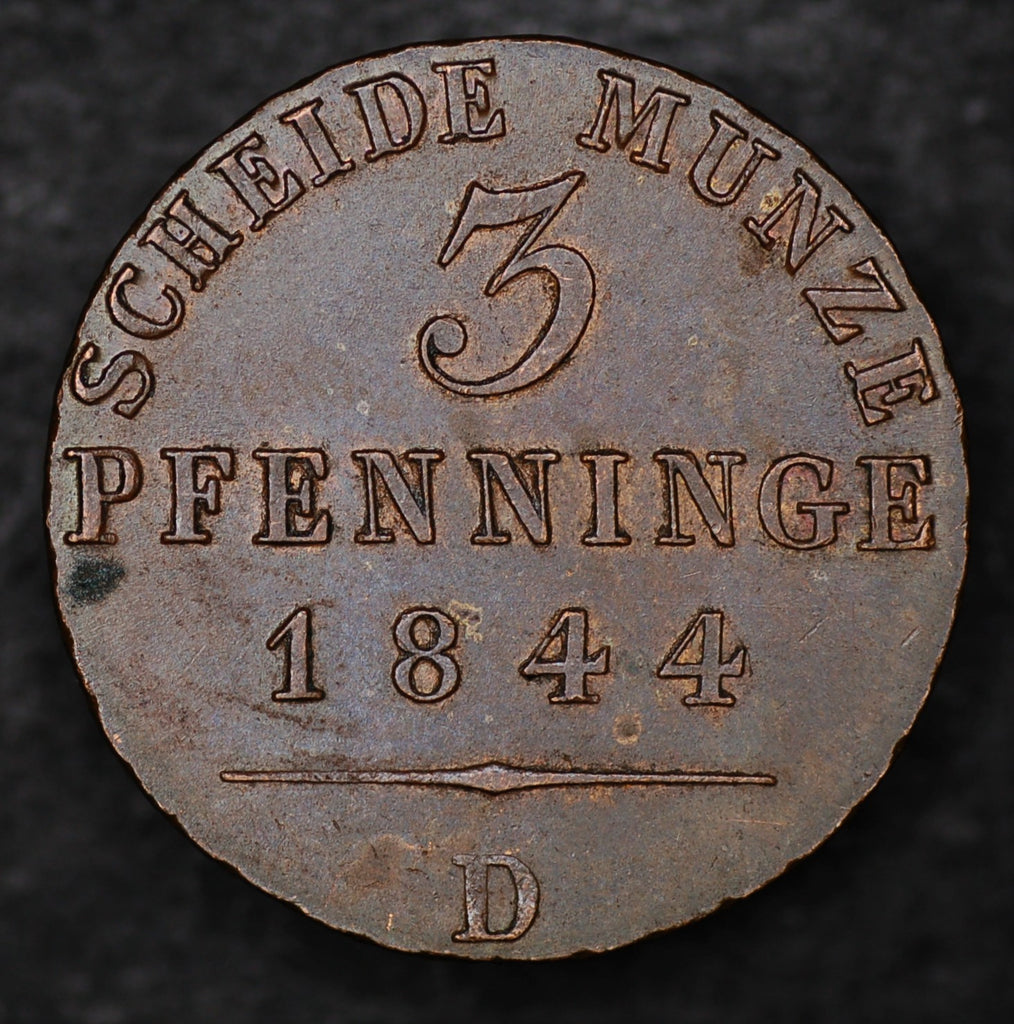 SCHEIDE MUNZE
3
PFENNINGE
1844
D